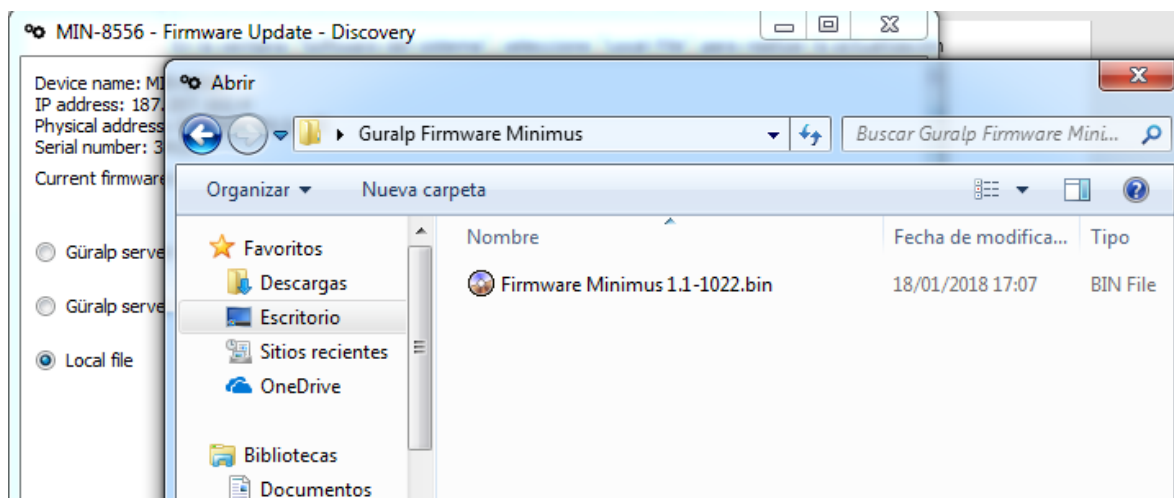 MIN-8556 - Firmware Update - Discovery
Device name: MI
IP address: 187.
Physical address
Serial number: 3
Current firmware
Güralp serve
Güralp serve
Local file
Abrir
Guralp Firmware Minimus
Buscar Guralp Firmware Mini...
Organizar
Nueva carpeta
Favoritos
Descargas
Escritorio
Sitios recientes
OneDrive
Bibliotecas
Documentos
Nombre
Fecha de modifica...
Tipo
Firmware Minimus 1.1-1022.bin
18/01/2018 17:07
BIN File